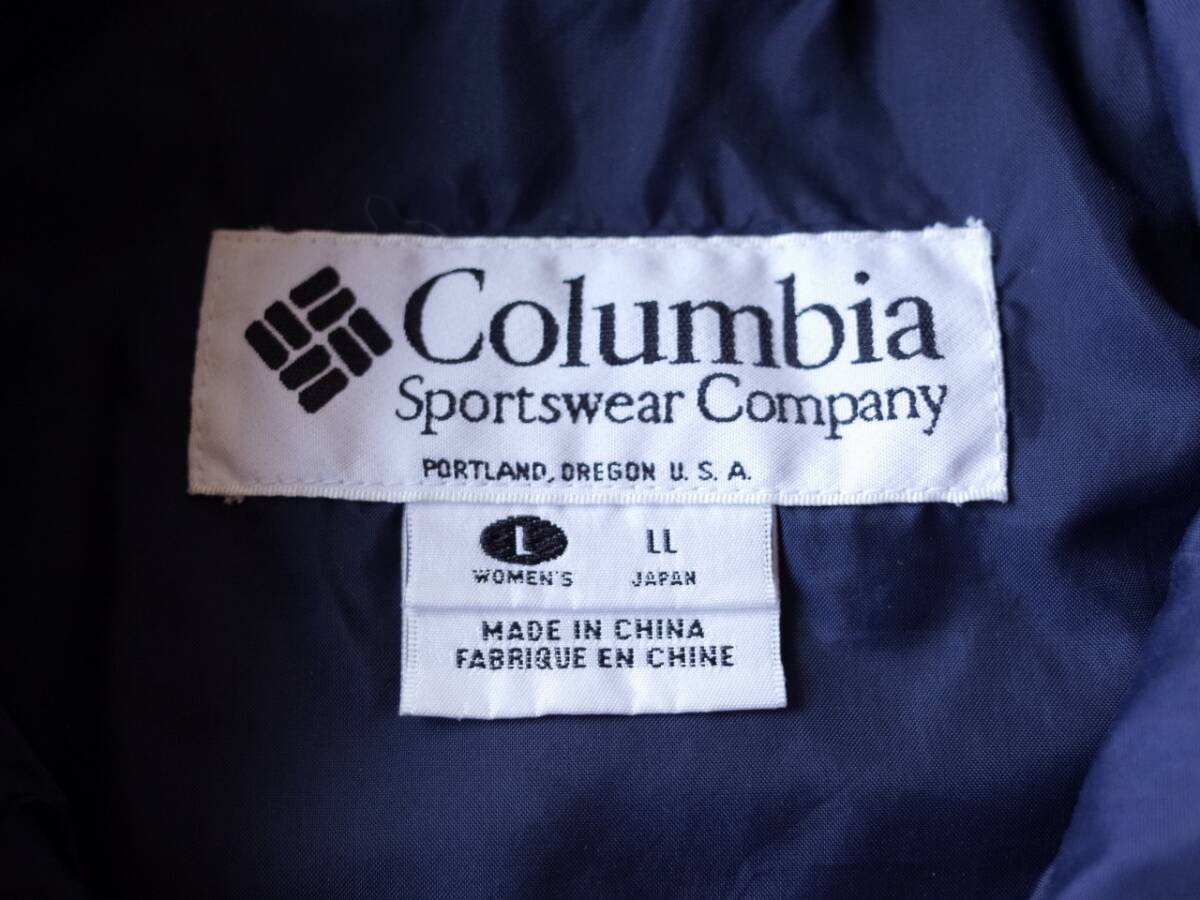 Columbia
Sportswear Company
PORTLAND, OREGON U. S. A.
L LL
WOMEN'S JAPAN
MADE IN CHINA
FABRIQUE EN CHINE